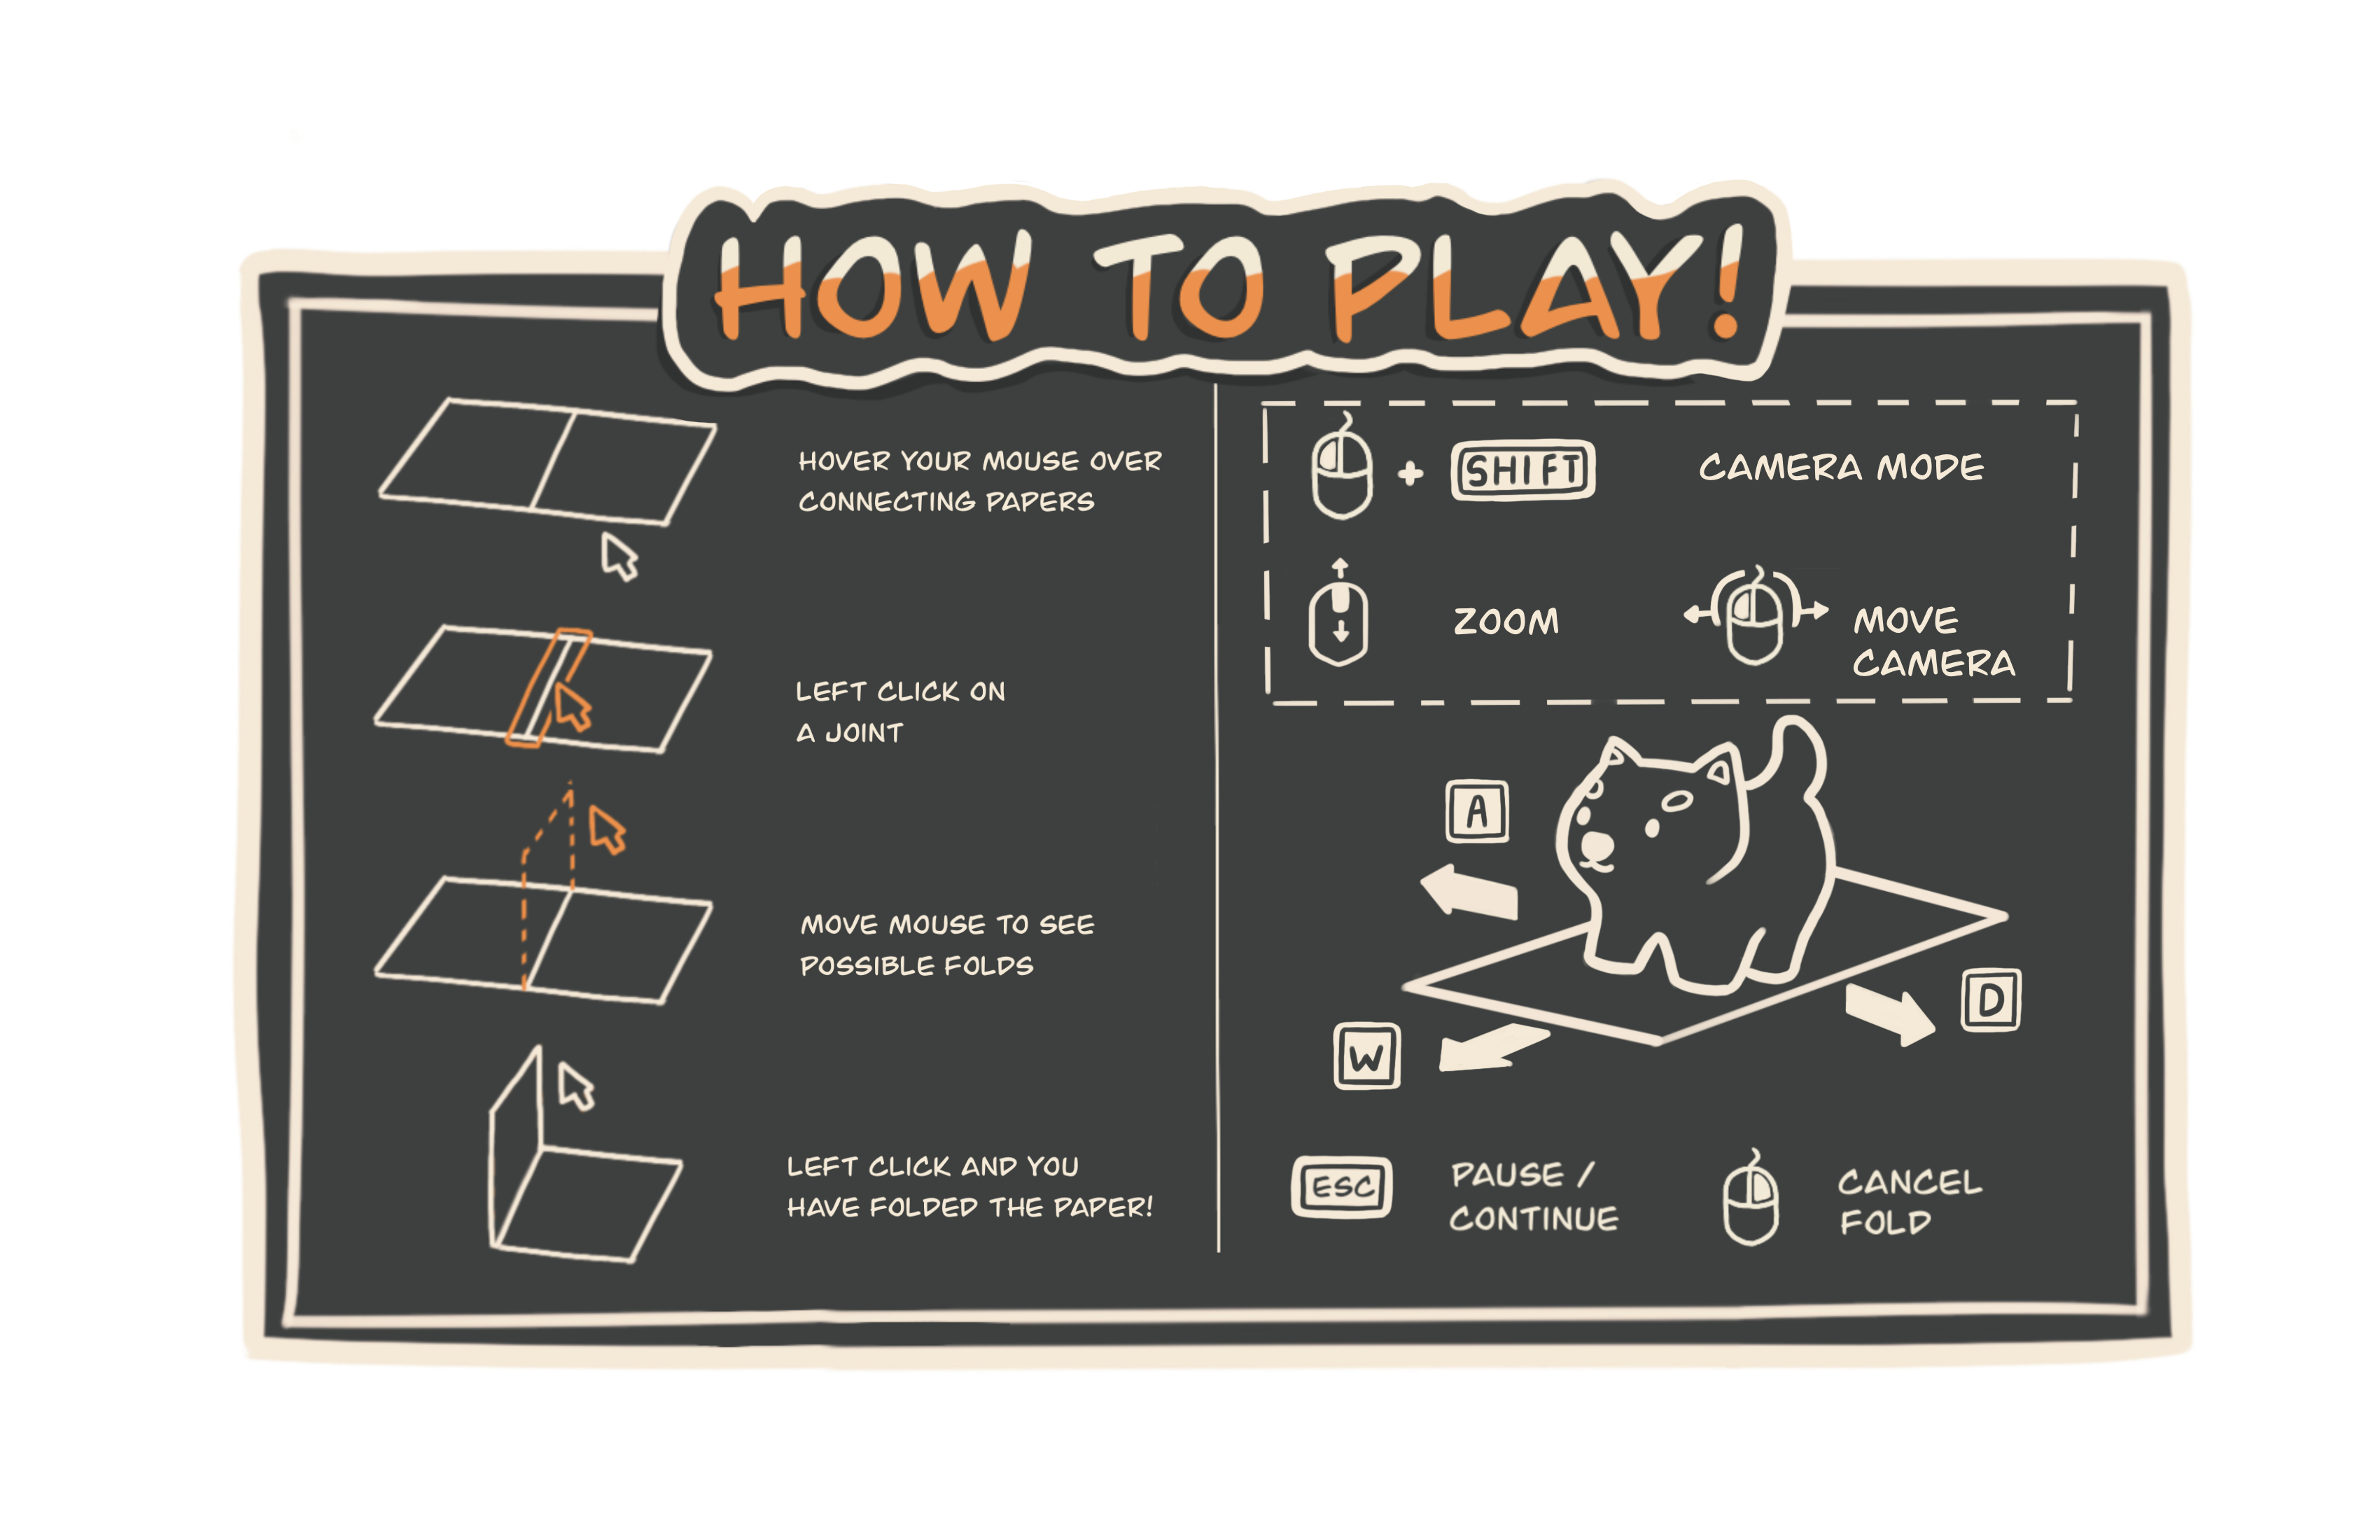 HOW TO PLAY!
HOVER YOUR MOUSE OVER
CONNECTING PAPERS
LEFT CLICK ON
A JOINT
MOVE MOUSE TO SEE
POSSIBLE FOLDS
LEFT CLICK AND YOU
HAVE FOLDED THE PAPER!
+ SHIFT CAMERA MODE
ZOOM
MOVE
CAMERA
A
D
W
ESC
PAUSE /
CONTINUE
CANCEL
FOLD